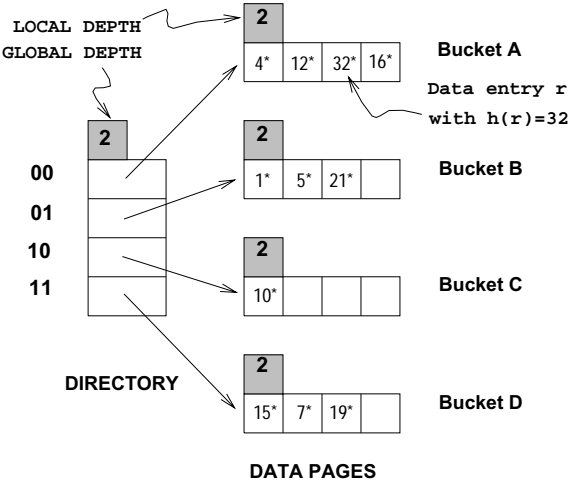 LOCAL DEPTH
GLOBAL DEPTH
2
4* 12* 32* 16*
Bucket A
Data entry r
with h(r)=32
2
00
01
10
11
2
1* 5* 21*
Bucket B
2
10*
Bucket C
2
15* 7* 19*
Bucket D
DIRECTORY
DATA PAGES